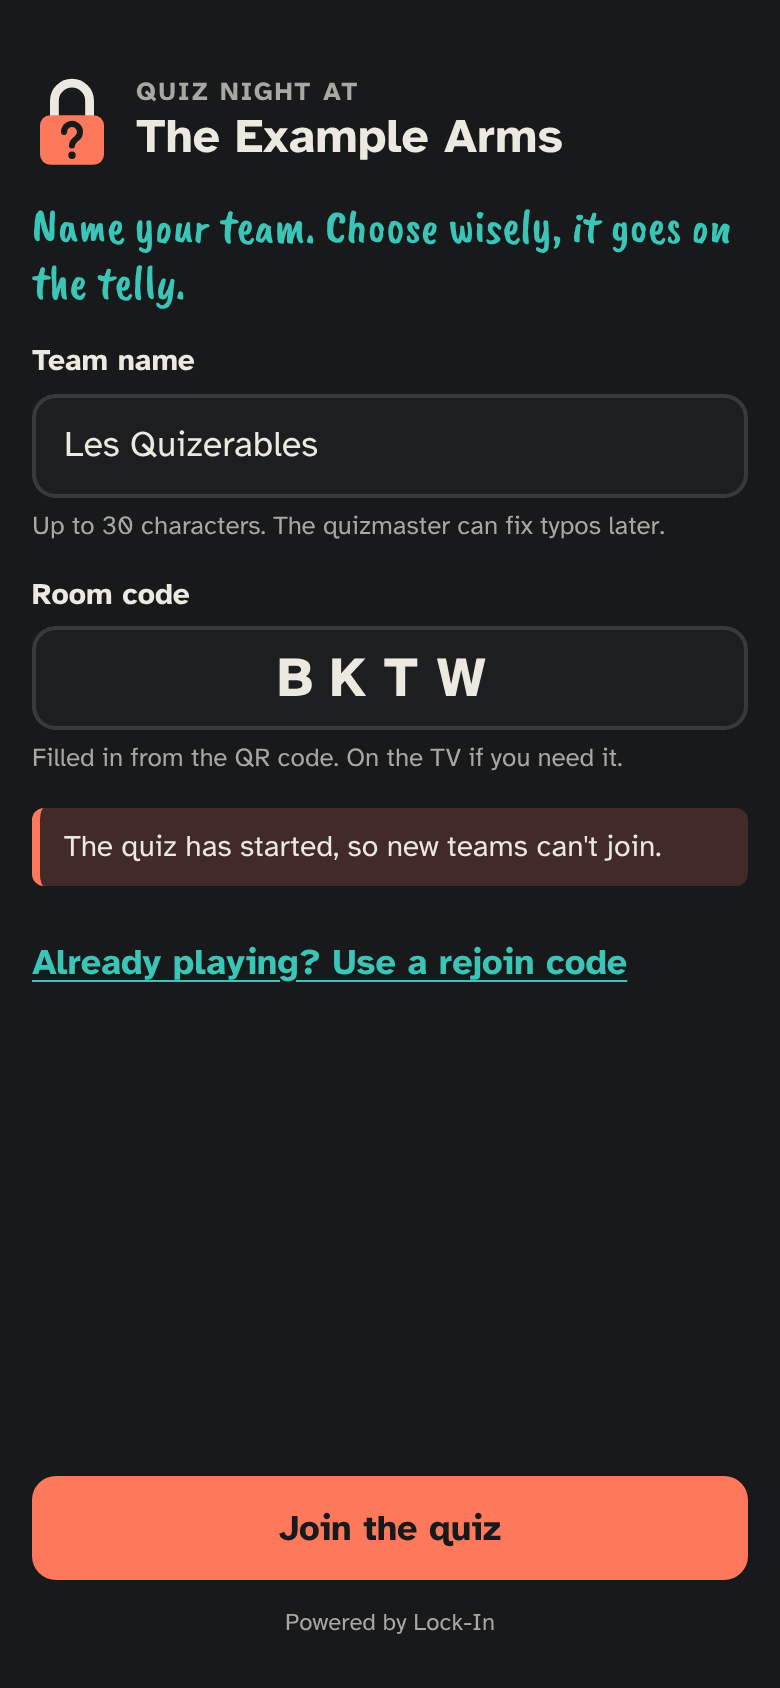 ?
QUIZ NIGHT AT
The Example Arms
Name your team. Choose wisely, it goes on
the telly.
Team name
Les Quizerables
Up to 30 characters. The quizmaster can fix typos later.
Room code
B K T W
Filled in from the QR code. On the TV if you need it.
The quiz has started, so new teams can't join.
Already playing? Use a rejoin code
Join the quiz
Powered by Lock-In